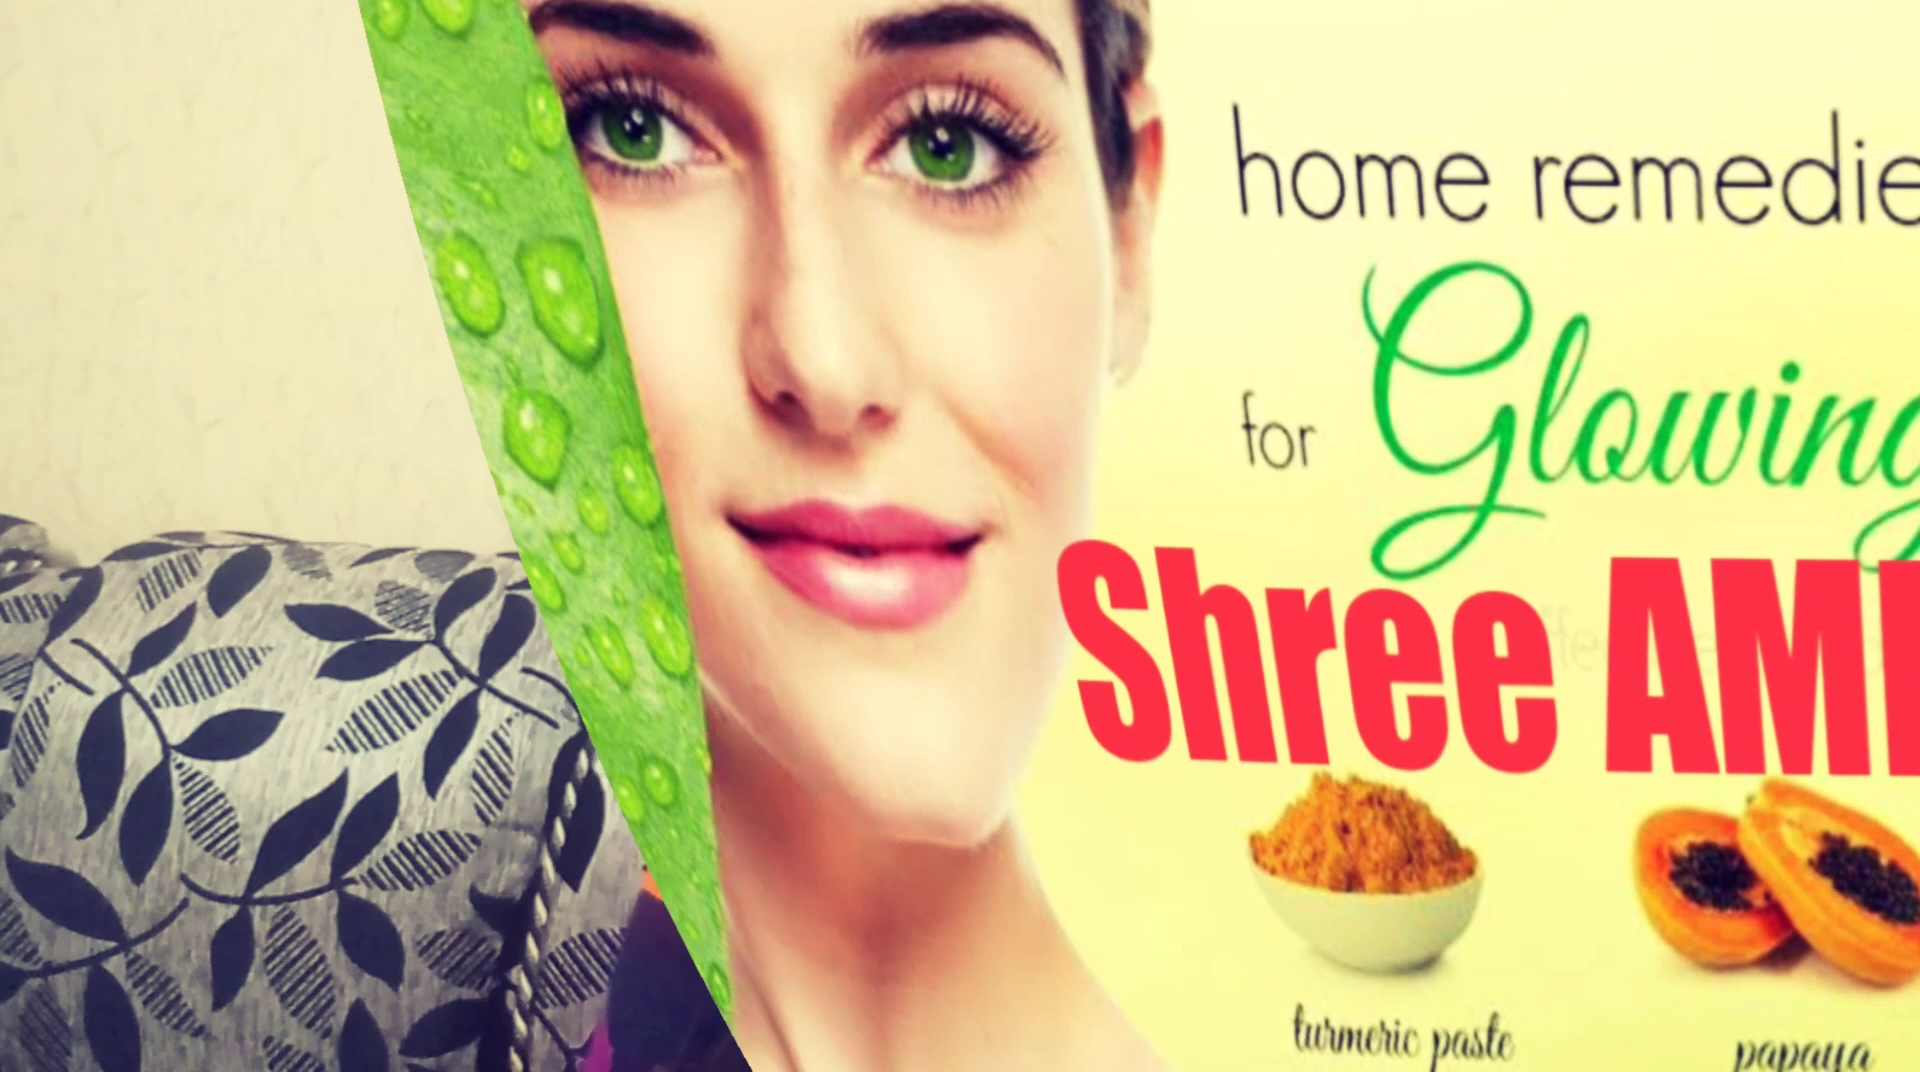 home remedie
for Glowing
Shree AM
turmeric paste
papaya